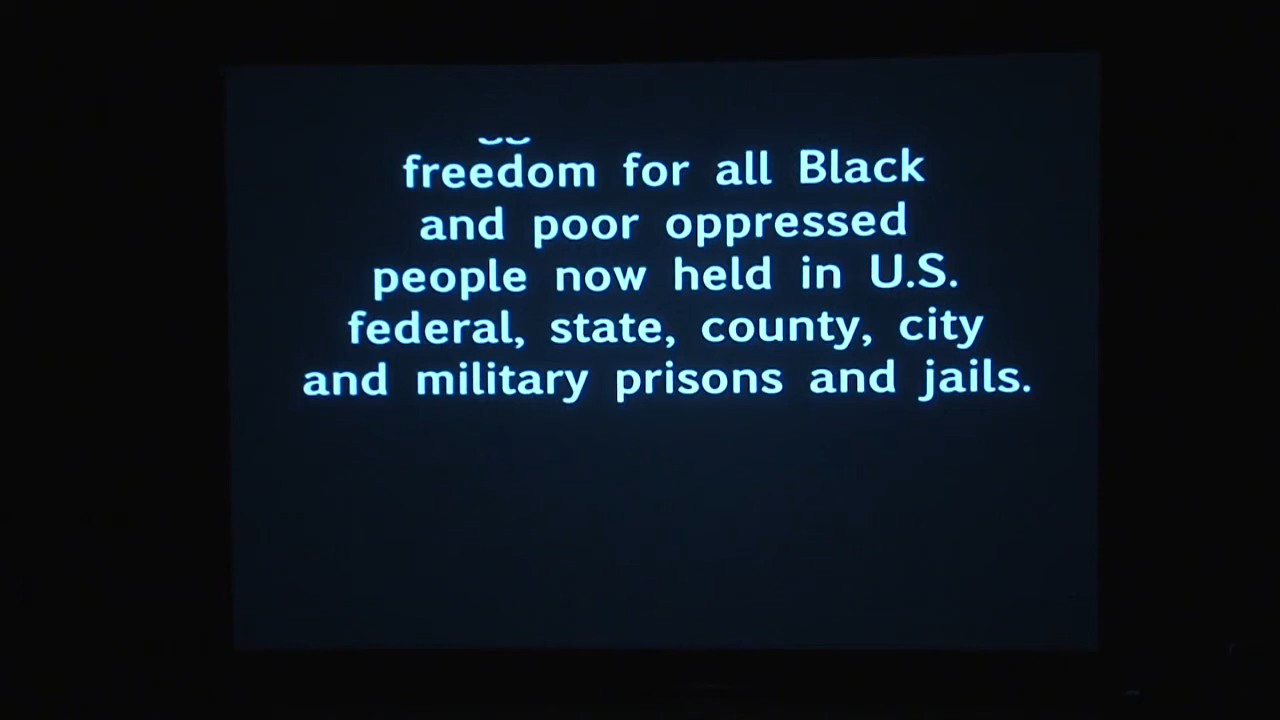 freedom for all Black
and poor oppressed
people now held in U.S.
federal, state, county, city
and military prisons and jails.